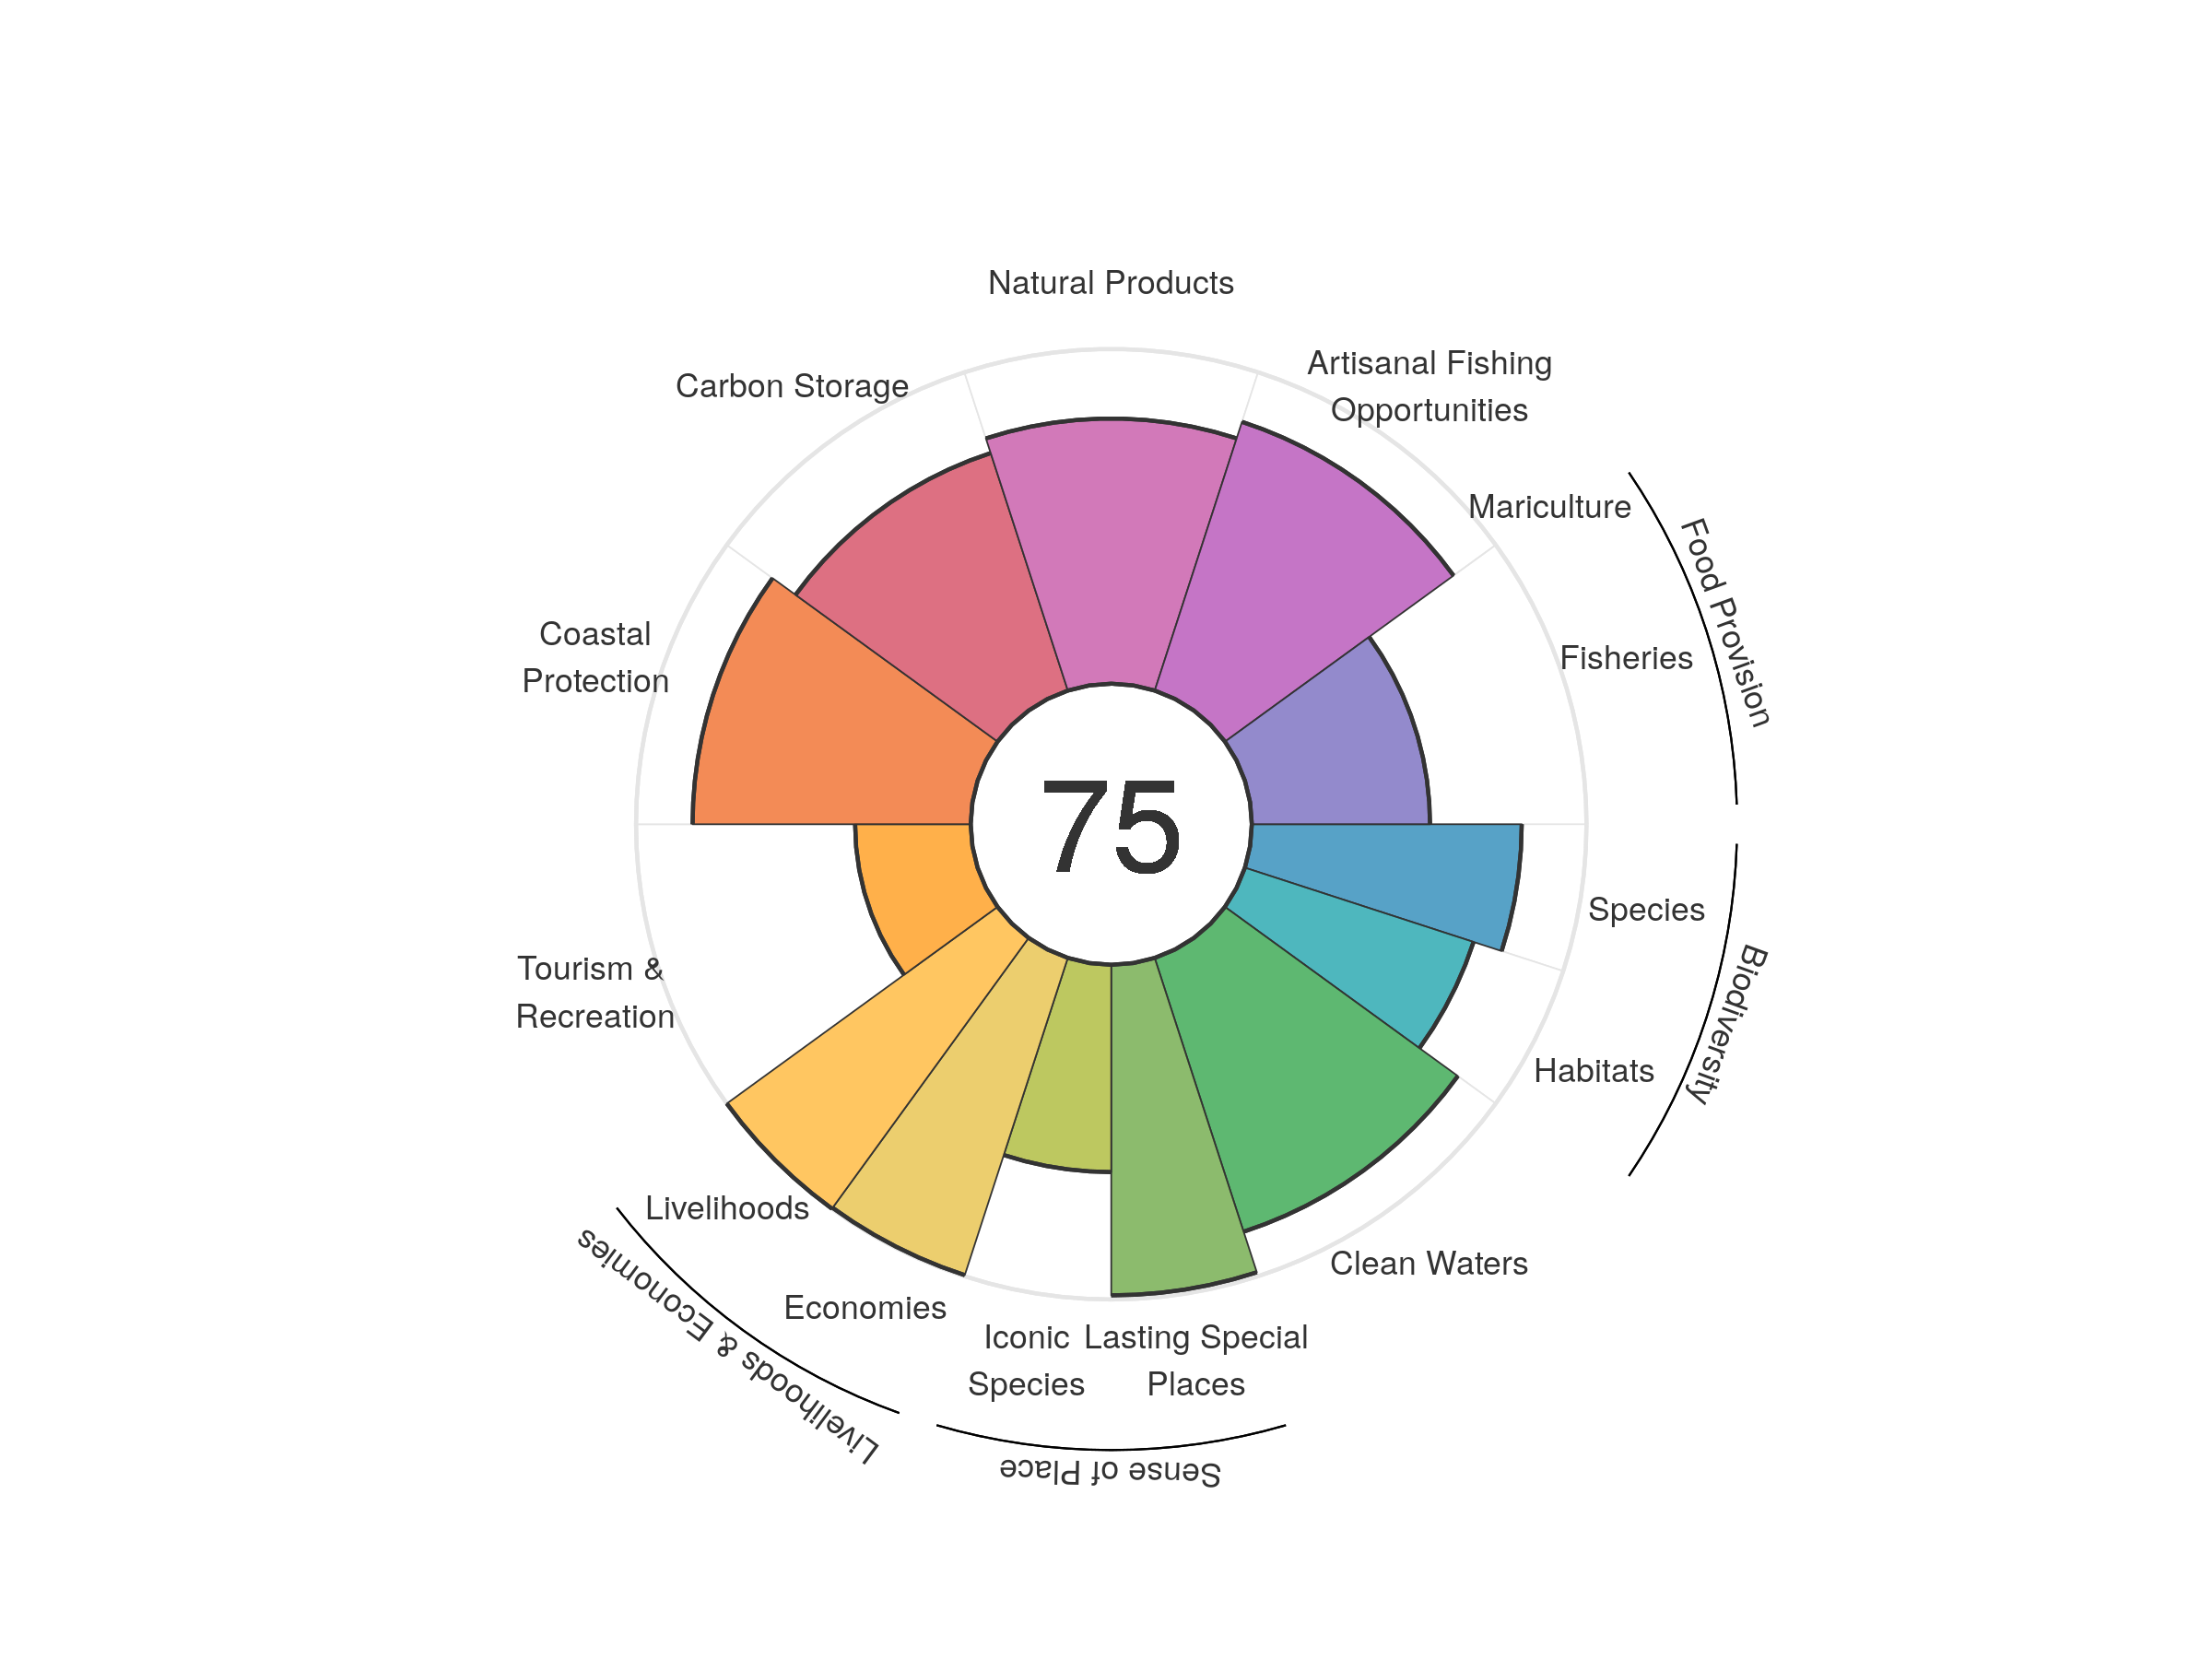 Natural Products
Artisanal Fishing
Opportunities
Carbon Storage
Mariculture
Food Provision
Fisheries
Coastal
Protection
75
Species
Biodiversity
Tourism &
Recreation
Habitats
Livelihoods
Livelihoods & Economies
Clean Waters
Economies
Iconic
Species
Lasting Special
Places
Sense of Place